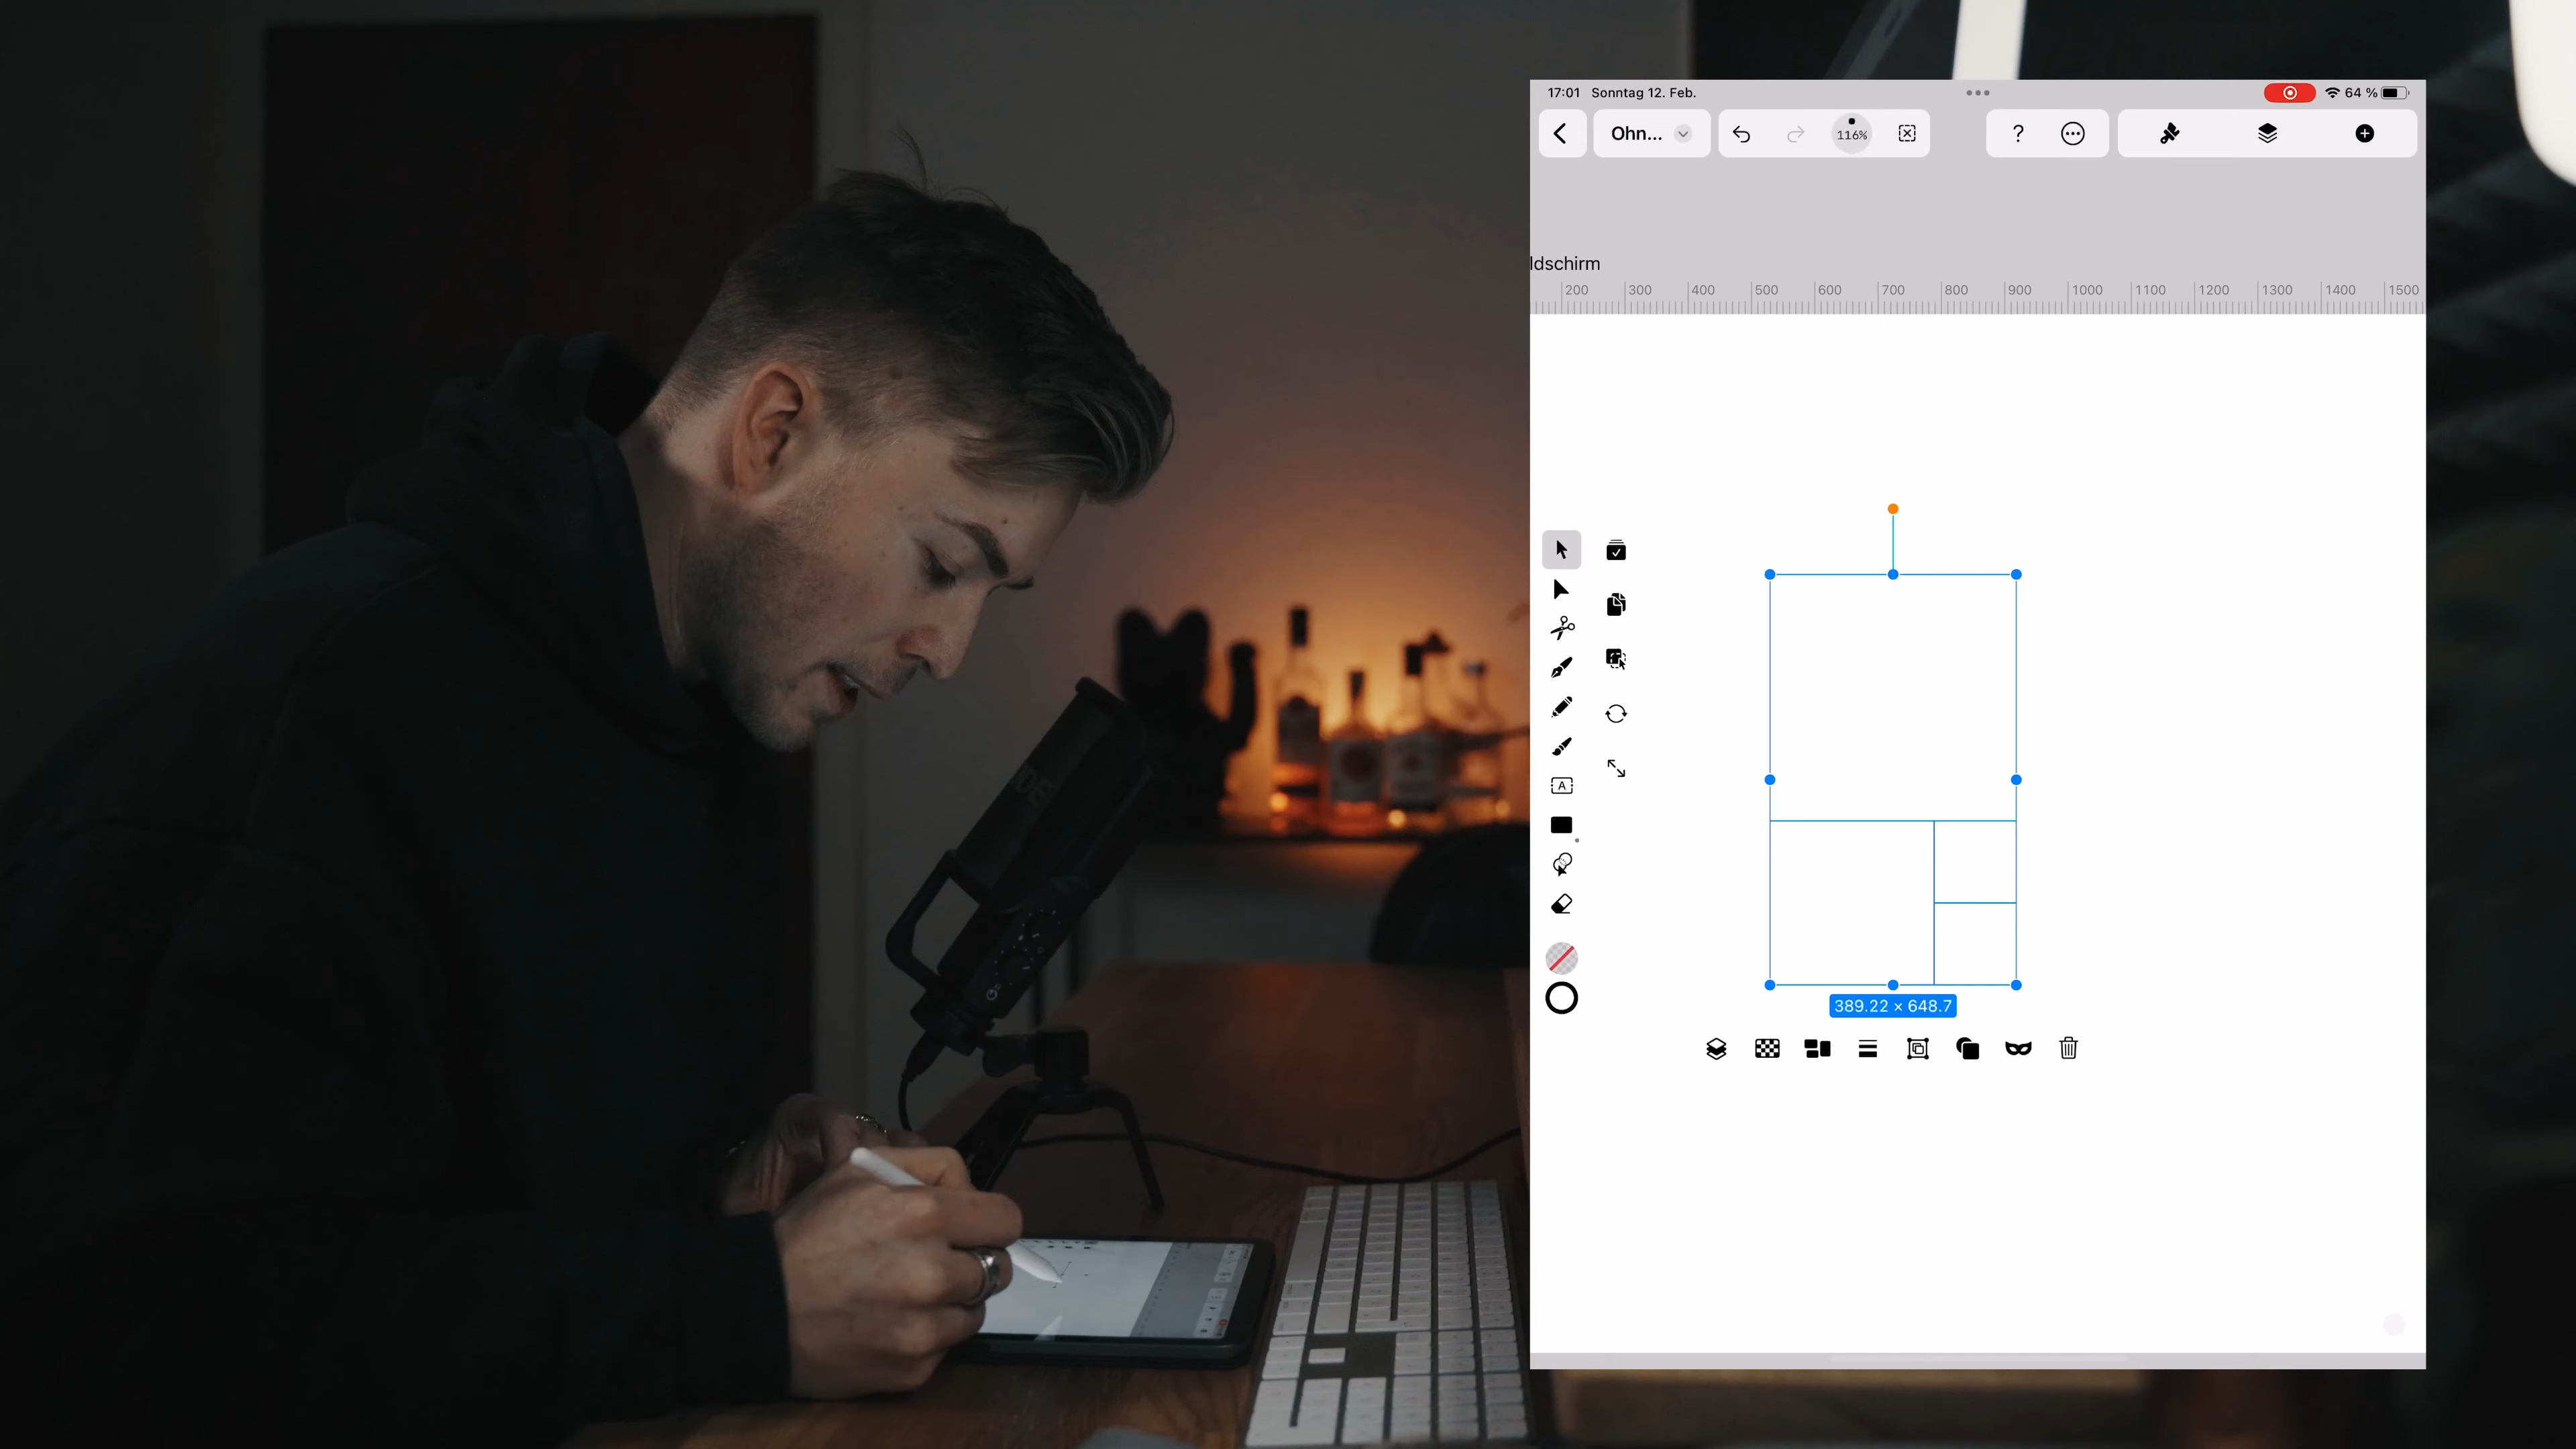 17:01 Sonntag 12. Feb.
64 %
Ohn...
116%
?
ldschirm
200 300 400 500 600 700 800 900 1000 1100 1200 1300 1400 1500
A
389.22 × 648.7